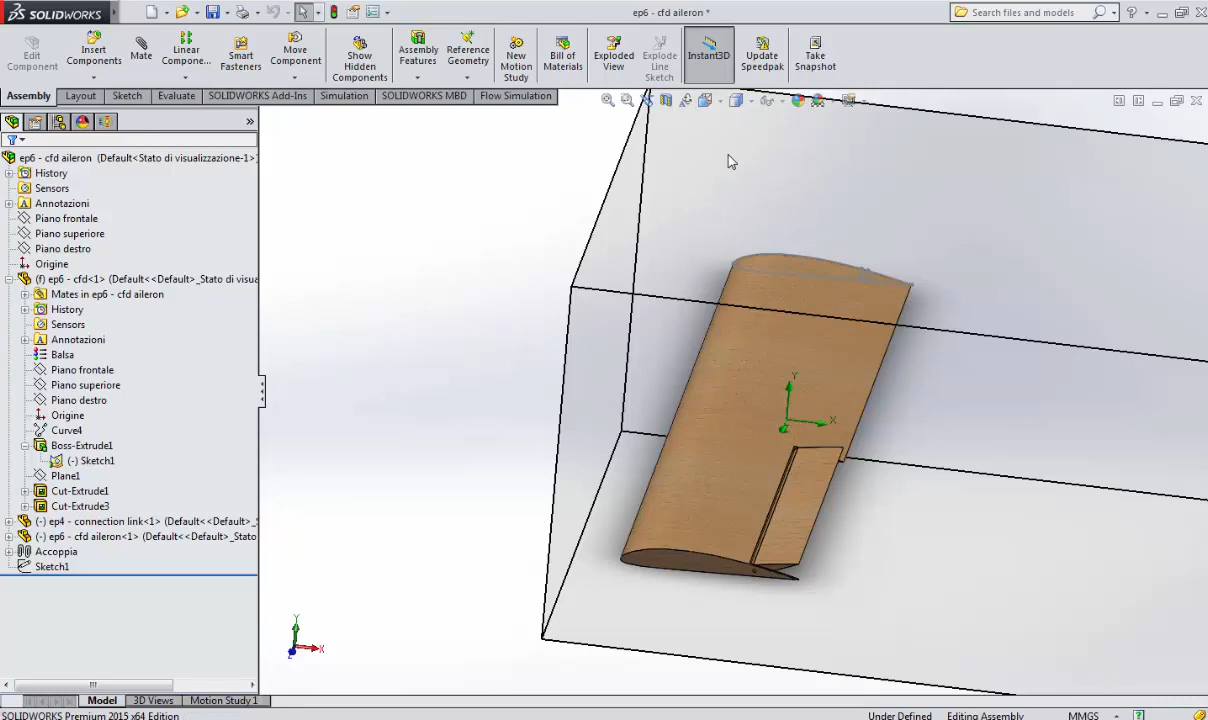 SOLIDWORKS
ep6 - cfd aileron *
Search files and models
Edit Component
Insert Components
Mate
Linear Compone...
Smart Fasteners
Move Component
Show Hidden Components
Assembly Features
Reference Geometry
New Motion Study
Bill of Materials
Exploded View
Explode Line Sketch
Instant3D
Update Speedpak
Take Snapshot
Assembly
Layout
Sketch
Evaluate
SOLIDWORKS Add-Ins
Simulation
SOLIDWORKS MBD
Flow Simulation
ep6 - cfd aileron (Default<Stato di visualizzazione-1>)
History
Sensors
Annotazioni
Piano frontale
Piano superiore
Piano destro
Origine
(f) ep6 - cfd<1> (Default<<Default>_Stato di visua
Mates in ep6 - cfd aileron
History
Sensors
Annotazioni
Balsa
Piano frontale
Piano superiore
Piano destro
Origine
Curve4
Boss-Extrude1
(-) Sketch1
Plane1
Cut-Extrude1
Cut-Extrude3
(-) ep4 - connection link<1> (Default<<Default>_S
(-) ep6 - cfd aileron<1> (Default<<Default>_Stato
Accoppia
Sketch1
Y
X
Y
X
Z
Model
3D Views
Motion Study 1
SOLIDWORKS Premium 2015 x64 Edition
Under Defined
Editing Assembly
MMGS